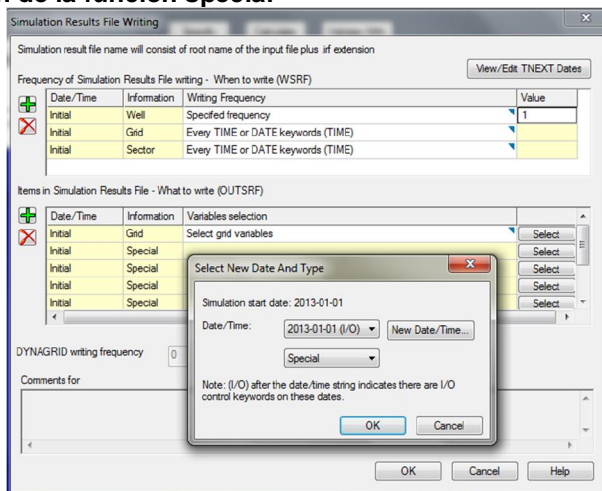 de la función Special
Simulation Results File Writing
Simulation result file name will consist of root name of the input file plus .irf extension
View/Edit TNEXT Dates
Frequency of Simulation Results File writing - When to write (WSRF)
Date/Time Information Writing Frequency Value
Initial Well Specifed frequency 1
Initial Grid Every TIME or DATE keywords (TIME)
Initial Sector Every TIME or DATE keywords (TIME)
Items in Simulation Results File - What to write (OUTSRF)
Date/Time Information Variables selection
Initial Grid Select grid variables Select
Initial Special Select
Initial Special Select
Initial Special Select
Initial Special Select
Select New Date And Type
Simulation start date: 2013-01-01
Date/Time: 2013-01-01 (I/O) New Date/Time...
Special
Note: (I/O) after the date/time string indicates there are I/O
control keywords on these dates.
OK Cancel
DYNAGRID writing frequency 0
Comments for
OK Cancel Help